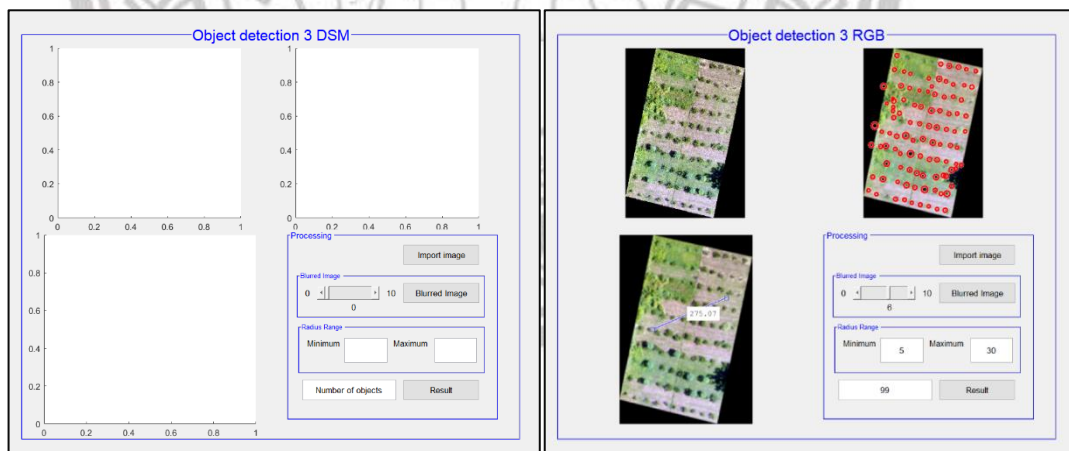 Object detection 3 DSM
1
0.8
0.6
0.4
0.2
0
0 0.2 0.4 0.6 0.8 1
1
0.8
0.6
0.4
0.2
0
0 0.2 0.4 0.6 0.8 1
1
0.8
0.6
0.4
0.2
0
0 0.2 0.4 0.6 0.8 1
Processing
Import image
Blurred Image
0 10 Blurred Image
0
Radius Range
Minimum Maximum
Number of objects Result
Object detection 3 RGB
275.07
Processing
Import image
Blurred Image
0 10 Blurred Image
6
Radius Range
Minimum 5 Maximum 30
99 Result